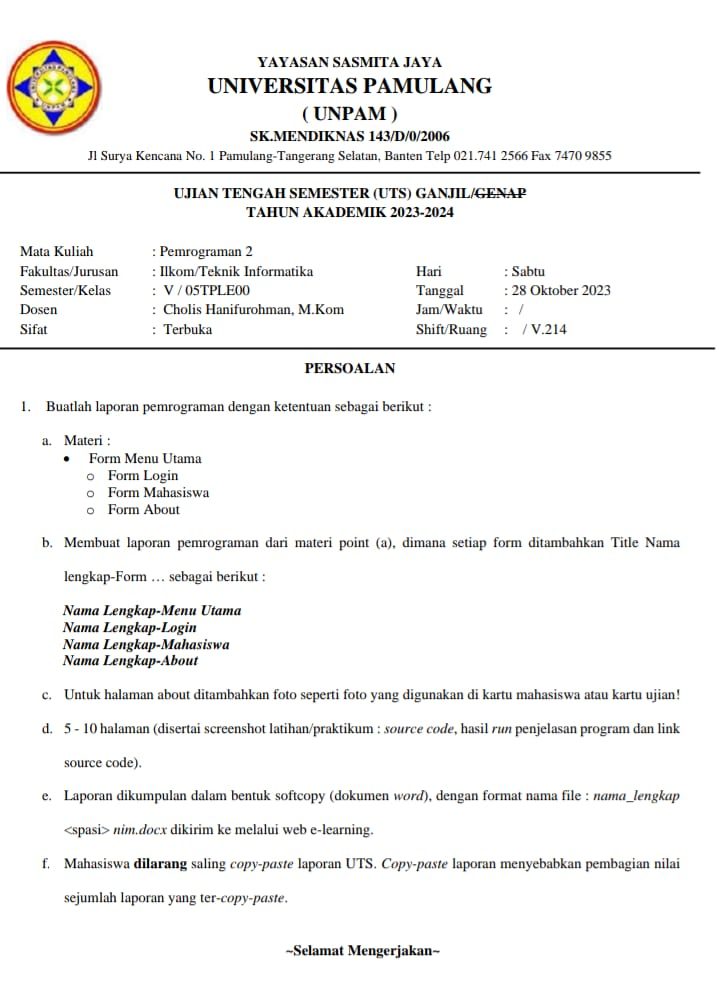 YAYASAN SASMITA JAYA
UNIVERSITAS PAMULANG
( UNPAM )
SK.MENDIKNAS 143/D/0/2006
Jl Surya Kencana No. 1 Pamulang-Tangerang Selatan, Banten Telp 021.741 2566 Fax 7470 9855
UJIAN TENGAH SEMESTER (UTS) GANJIL/GENAP
TAHUN AKADEMIK 2023-2024
Mata Kuliah : Pemrograman 2
Fakultas/Jurusan : Ilkom/Teknik Informatika Hari : Sabtu
Semester/Kelas : V / 05TPLE00 Tanggal : 28 Oktober 2023
Dosen : Cholis Hanifurohman, M.Kom Jam/Waktu : /
Sifat : Terbuka Shift/Ruang : / V.214
PERSOALAN
1. Buatlah laporan pemrograman dengan ketentuan sebagai berikut :
a. Materi :
• Form Menu Utama
o Form Login
o Form Mahasiswa
o Form About
b. Membuat laporan pemrograman dari materi point (a), dimana setiap form ditambahkan Title Nama
lengkap-Form … sebagai berikut :
Nama Lengkap-Menu Utama
Nama Lengkap-Login
Nama Lengkap-Mahasiswa
Nama Lengkap-About
c. Untuk halaman about ditambahkan foto seperti foto yang digunakan di kartu mahasiswa atau kartu ujian!
d. 5 - 10 halaman (disertai screenshot latihan/praktikum : source code, hasil run penjelasan program dan link
source code).
e. Laporan dikumpulan dalam bentuk softcopy (dokumen word), dengan format nama file : nama_lengkap
<spasi> nim.docx dikirim ke melalui web e-learning.
f. Mahasiswa dilarang saling copy-paste laporan UTS. Copy-paste laporan menyebabkan pembagian nilai
sejumlah laporan yang ter-copy-paste.
~Selamat Mengerjakan~